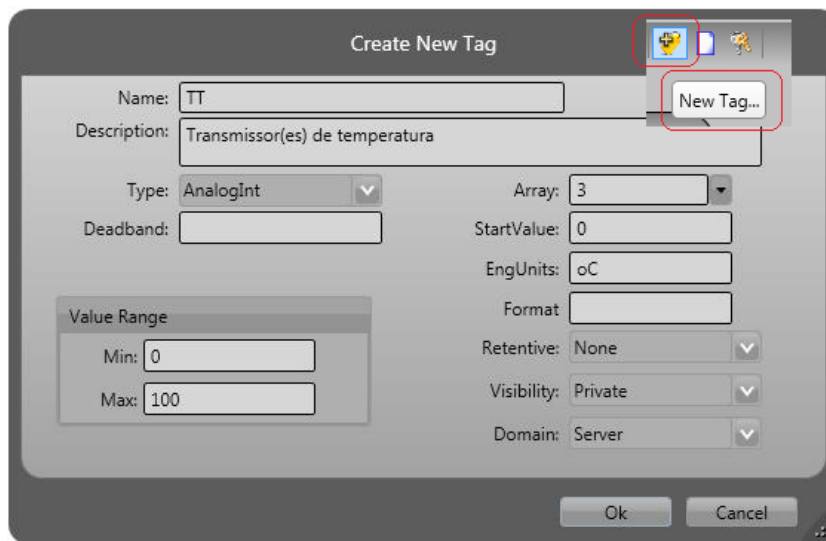 Create New Tag
New Tag...
Name: TT
Description: Transmissor(es) de temperatura
Type: AnalogInt
Array: 3
Deadband:
StartValue: 0
EngUnits: oC
Format
Value Range
Min: 0
Max: 100
Retentive: None
Visibility: Private
Domain: Server
Ok
Cancel